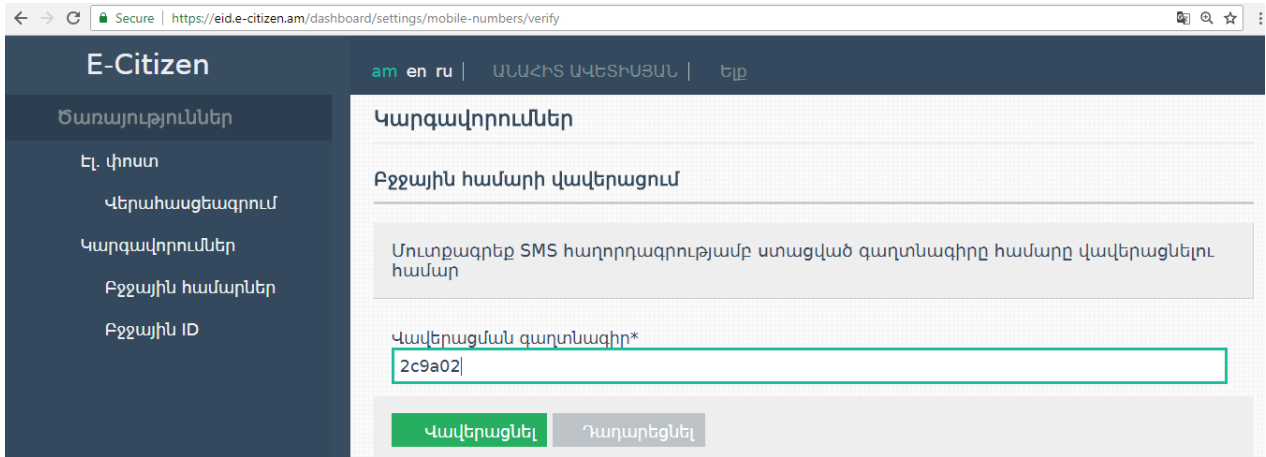 Secure | https://eid.e-citizen.am/dashboard/settings/mobile-numbers/verify
E-Citizen
am en ru | ԱՆԱՀԻՏ ԱՎԵՏԻՍՅԱՆ | Ելք
Ծառայություններ
Էլ. փոստ
Վերահասցեագրում
Կարգավորումներ
Բջջային համարներ
Բջջային ID
Կարգավորումներ
Բջջային համարի վավերացում
Մուտքագրեք SMS հաղորդագրությամբ ստացված գաղտնագիրը համարը վավերացնելու
համար
Վավերացման գաղտնագիր*
2c9a02
Վավերացնել
Դադարեցնել